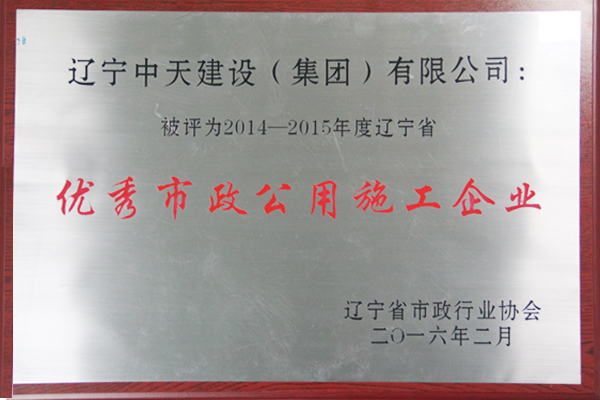 辽宁中天建设（集团）有限公司：
被评为2014—2015年度辽宁省
优秀市政公用施工企业
辽宁省市政行业协会
二〇一六年二月